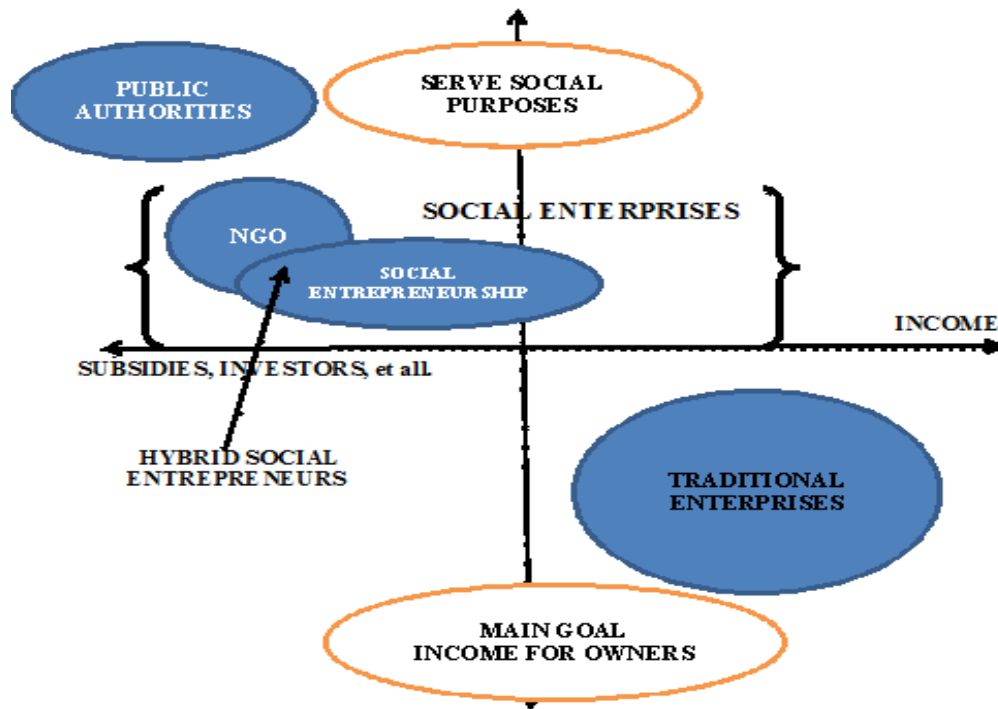 PUBLIC
AUTHORITIES
SERVE SOCIAL
PURPOSES
SOCIAL ENTERPRISES
NGO
SOCIAL
ENTREPRENEURSHIP
INCOME
SUBSIDIES, INVESTORS, et all.
HYBRID SOCIAL
ENTREPRENEURS
TRADITIONAL
ENTERPRISES
MAIN GOAL
INCOME FOR OWNERS